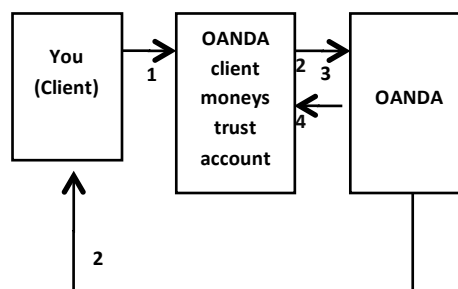 You
(Client)
1
OANDA
client
moneys
trust
account
2
3
4
OANDA
2